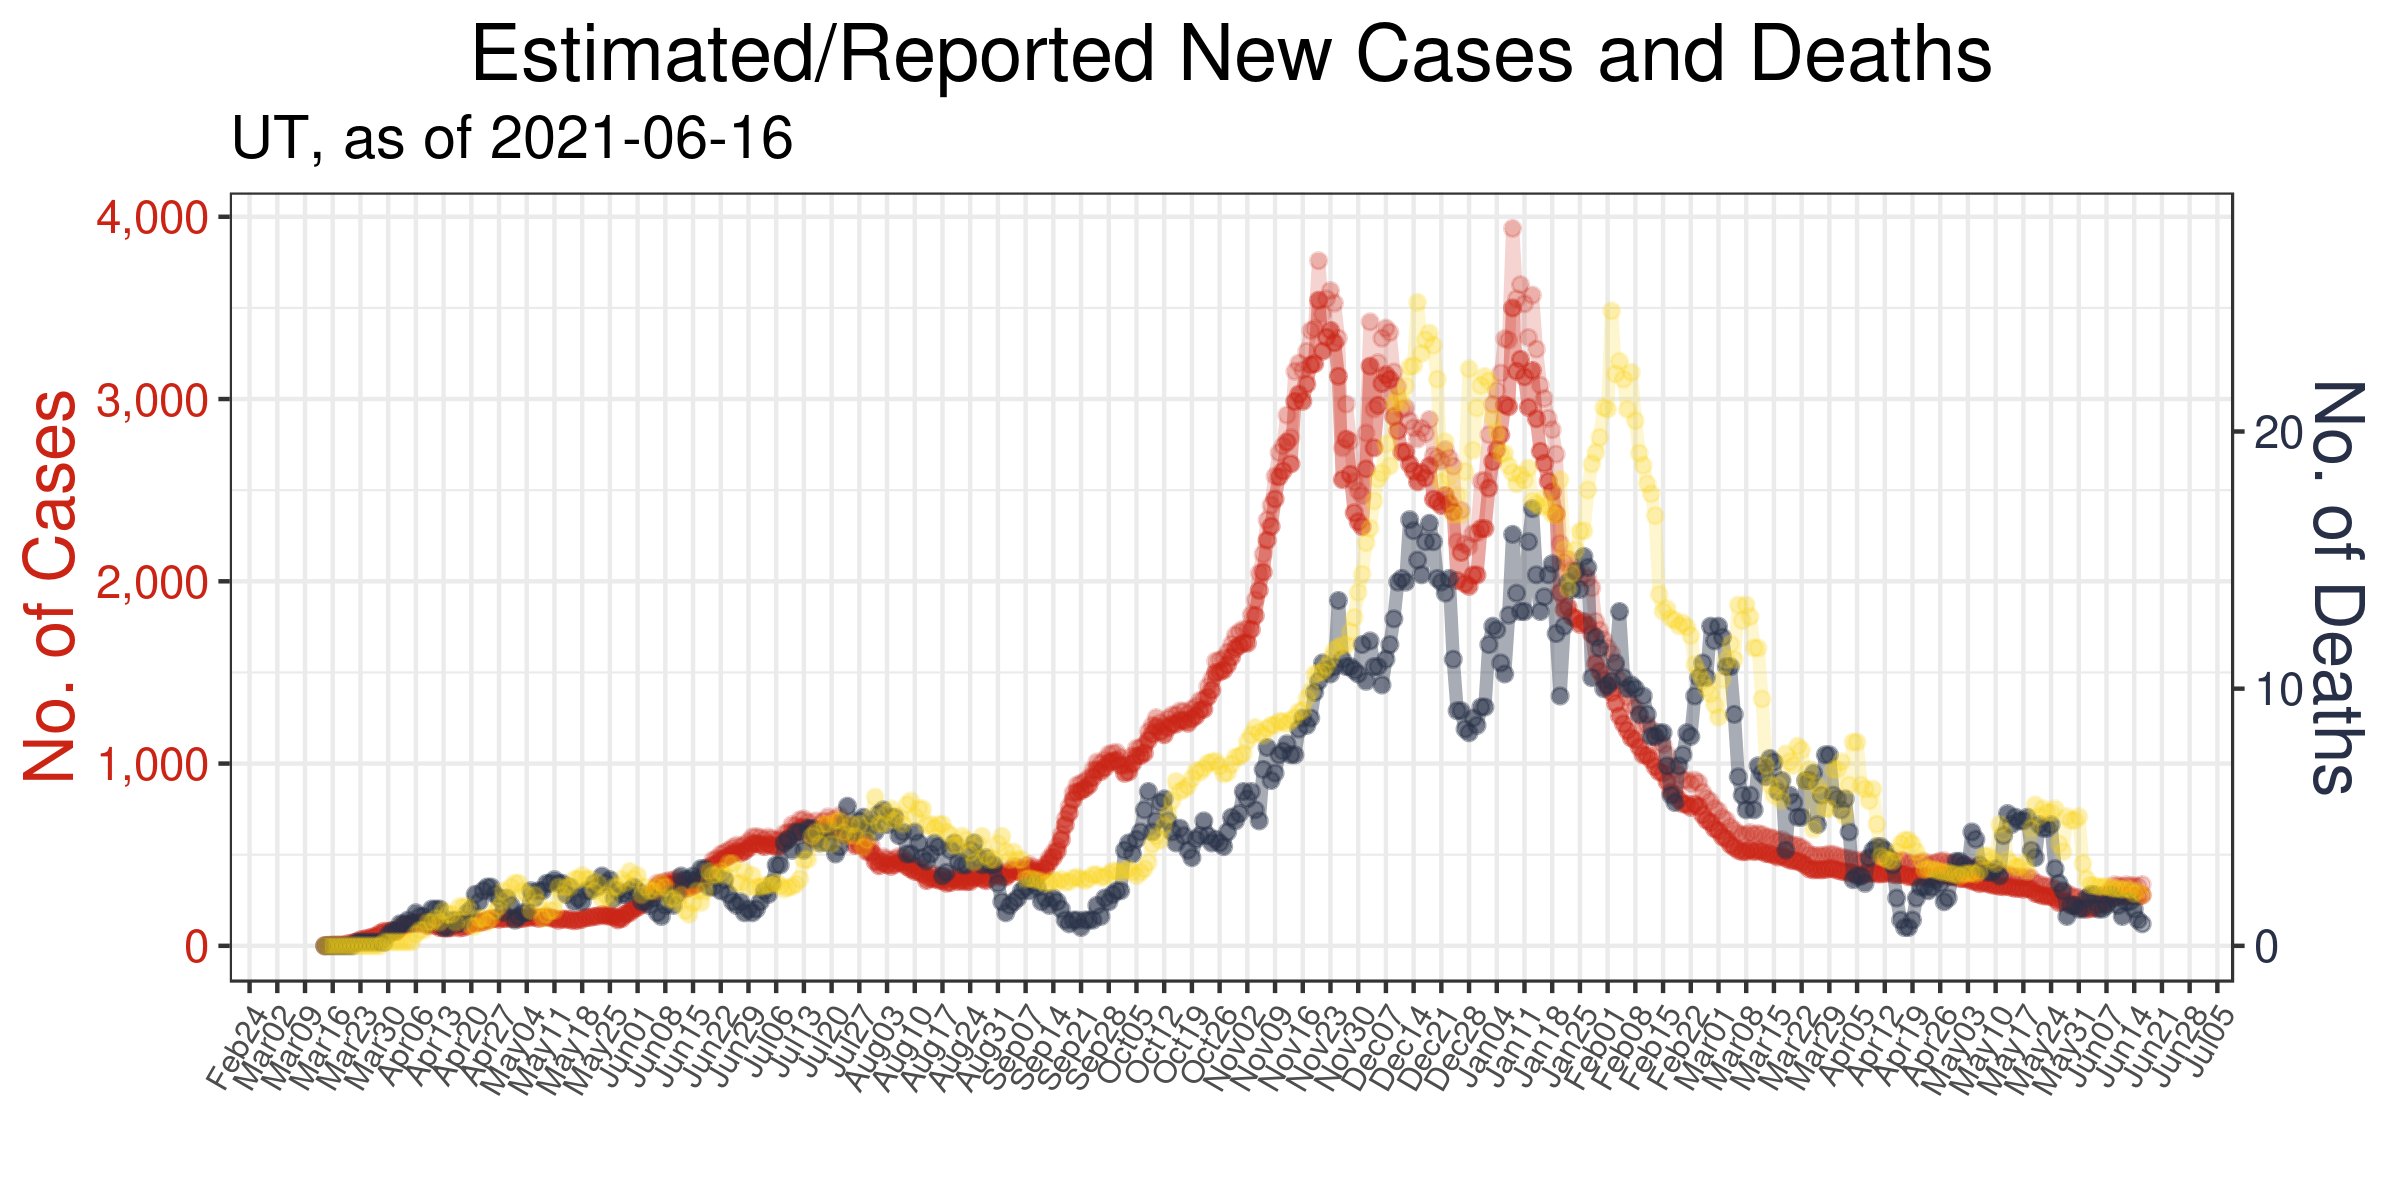 Estimated/Reported New Cases and Deaths
UT, as of 2021-06-16
No. of Cases
4,000
3,000
2,000
1,000
0
No. of Deaths
20
10
0
Feb24
Mar02
Mar09
Mar16
Mar23
Mar30
Apr06
Apr13
Apr20
Apr27
May04
May11
May18
May25
Jun01
Jun08
Jun15
Jun22
Jun29
Jul06
Jul13
Jul20
Jul27
Aug03
Aug10
Aug17
Aug24
Aug31
Sep07
Sep14
Sep21
Sep28
Oct05
Oct12
Oct19
Oct26
Nov02
Nov09
Nov16
Nov23
Nov30
Dec07
Dec14
Dec21
Dec28
Jan04
Jan11
Jan18
Jan25
Feb01
Feb08
Feb15
Feb22
Mar01
Mar08
Mar15
Mar22
Mar29
Apr05
Apr12
Apr19
Apr26
May03
May10
May17
May24
May31
Jun07
Jun14
Jun21
Jun28
Jul05